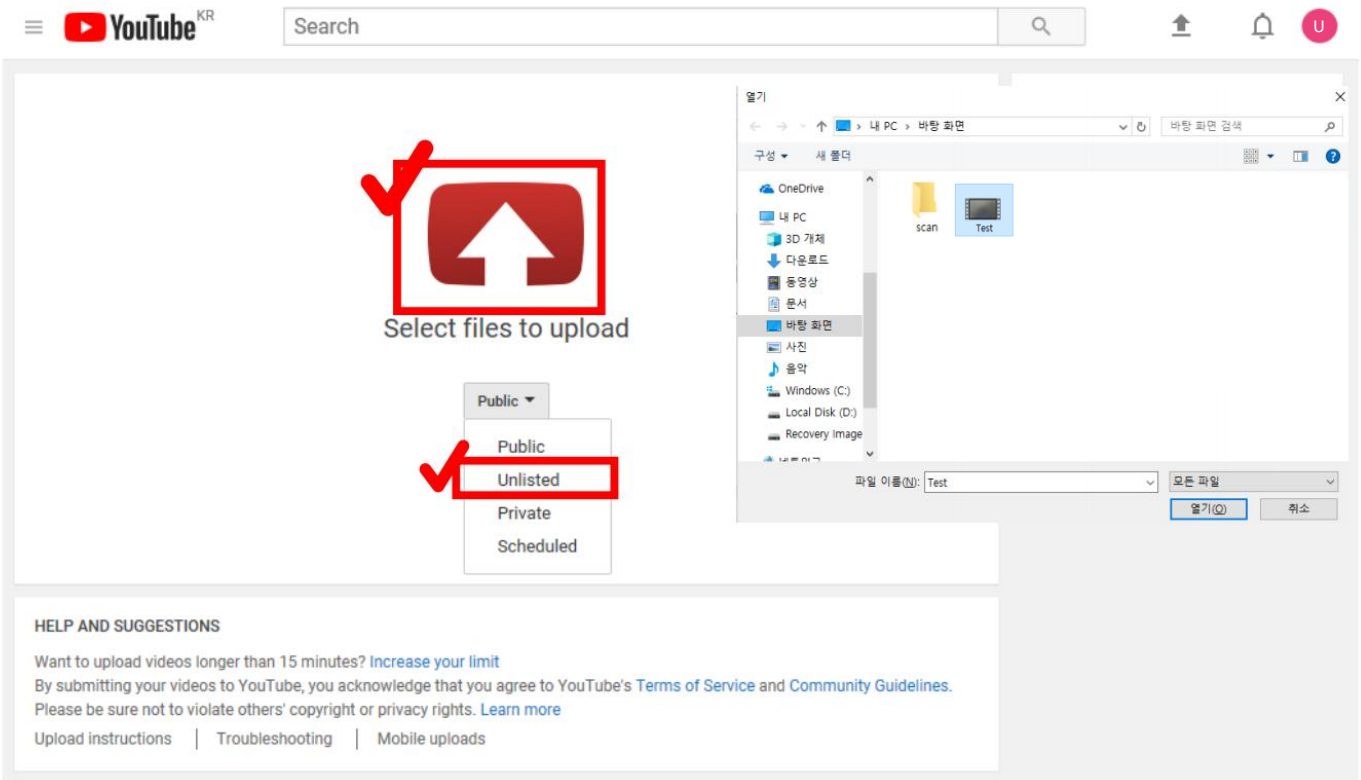 YouTube KR
Search
U
Select files to upload
Public
Public
Unlisted
Private
Scheduled
열기
내 PC › 바탕 화면
바탕 화면 검색
구성
새 폴더
OneDrive
내 PC
3D 개체
다운로드
동영상
문서
바탕 화면
사진
음악
Windows (C:)
Local Disk (D:)
Recovery Image
scan
Test
파일 이름(N): Test
모든 파일
열기(O)
취소
HELP AND SUGGESTIONS
Want to upload videos longer than 15 minutes? Increase your limit
By submitting your videos to YouTube, you acknowledge that you agree to YouTube's Terms of Service and Community Guidelines.
Please be sure not to violate others' copyright or privacy rights. Learn more
Upload instructions | Troubleshooting | Mobile uploads